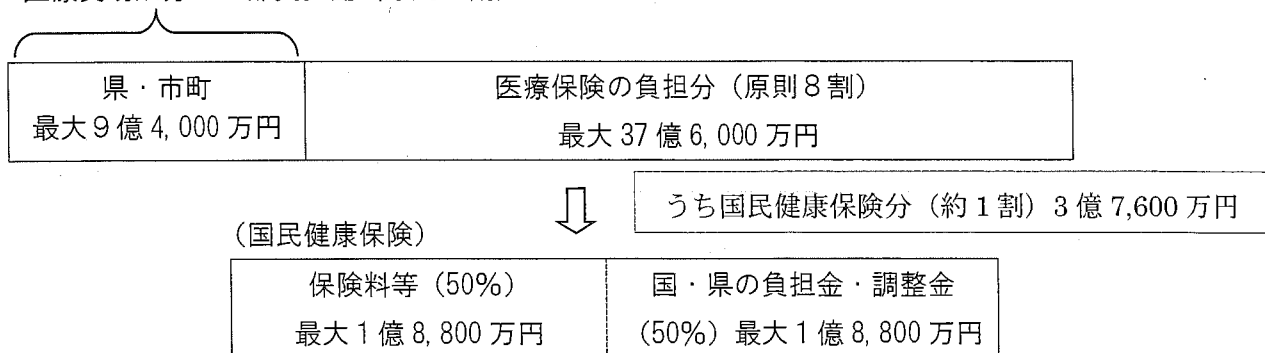 県・市町
最大9億4,000万円
医療保険の負担分（原則8割）
最大37億6,000万円
うち国民健康保険分（約1割）3億7,600万円
（国民健康保険）
保険料等（50%）
最大1億8,800万円
国・県の負担金・調整金
（50%）最大1億8,800万円